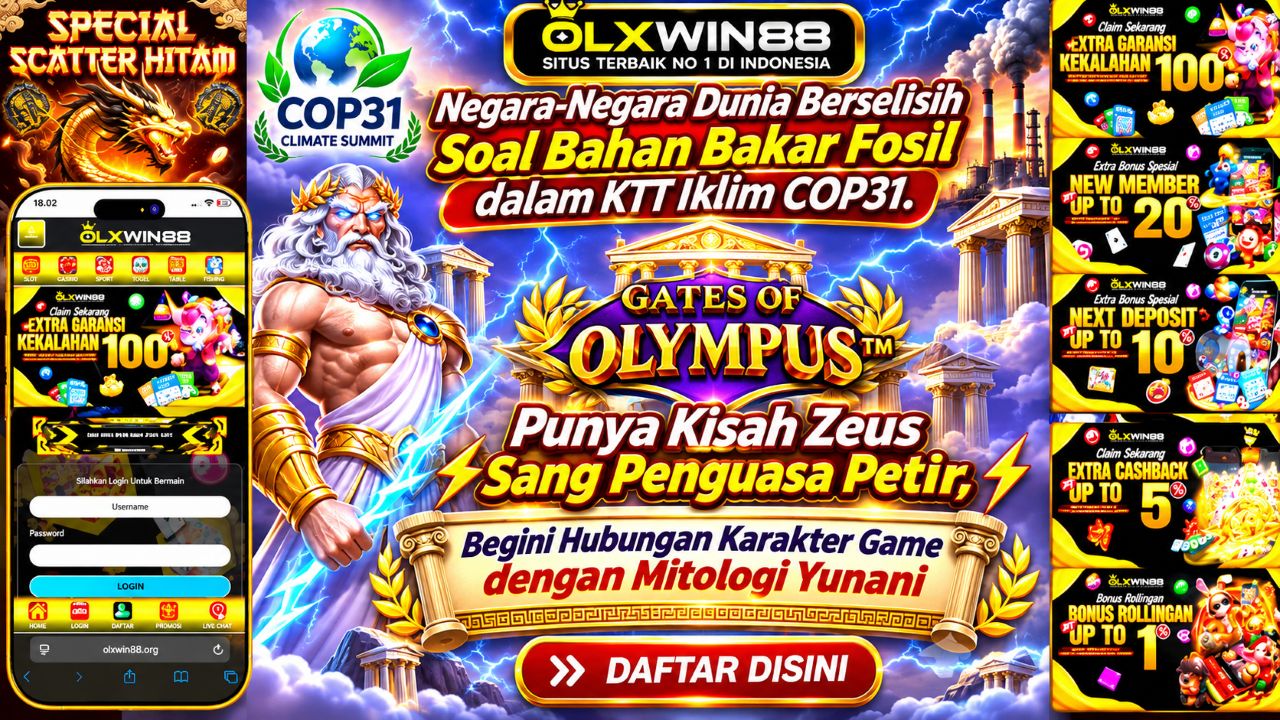 SPECIAL
SCATTER HITAM
18.02
OLXWIN88
SLOT CASINO SPORT TOGEL TABLE FISHING
OLXWIN88
Claim Sekarang
EXTRA GARANSI
KEKALAHAN 100%
Silahkan Login Untuk Bermain
Username
Password
LOGIN
HOME LOGIN DAFTAR PROMOSI LIVE CHAT
olxwin88.org
COP31
CLIMATE SUMMIT
OLXWIN88
SITUS TERBAIK NO 1 DI INDONESIA
Negara-Negara Dunia Berselisih
Soal Bahan Bakar Fosil
dalam KTT Iklim COP31.
GATES OF
OLYMPUS™
Punya Kisah Zeus
Sang Penguasa Petir,
Begini Hubungan Karakter Game
dengan Mitologi Yunani
>> DAFTAR DISINI
OLXWIN88
Claim Sekarang
EXTRA GARANSI
KEKALAHAN 100%
OLXWIN88
Extra Bonus Spesial
NEW MEMBER
UP TO 20%
OLXWIN88
Extra Bonus Spesial
NEXT DEPOSIT
UP TO 10%
OLXWIN88
Claim Sekarang
EXTRA CASHBACK
UP TO 5%
OLXWIN88
Bonus Rollingan
BONUS ROLLINGAN
UP TO 1%